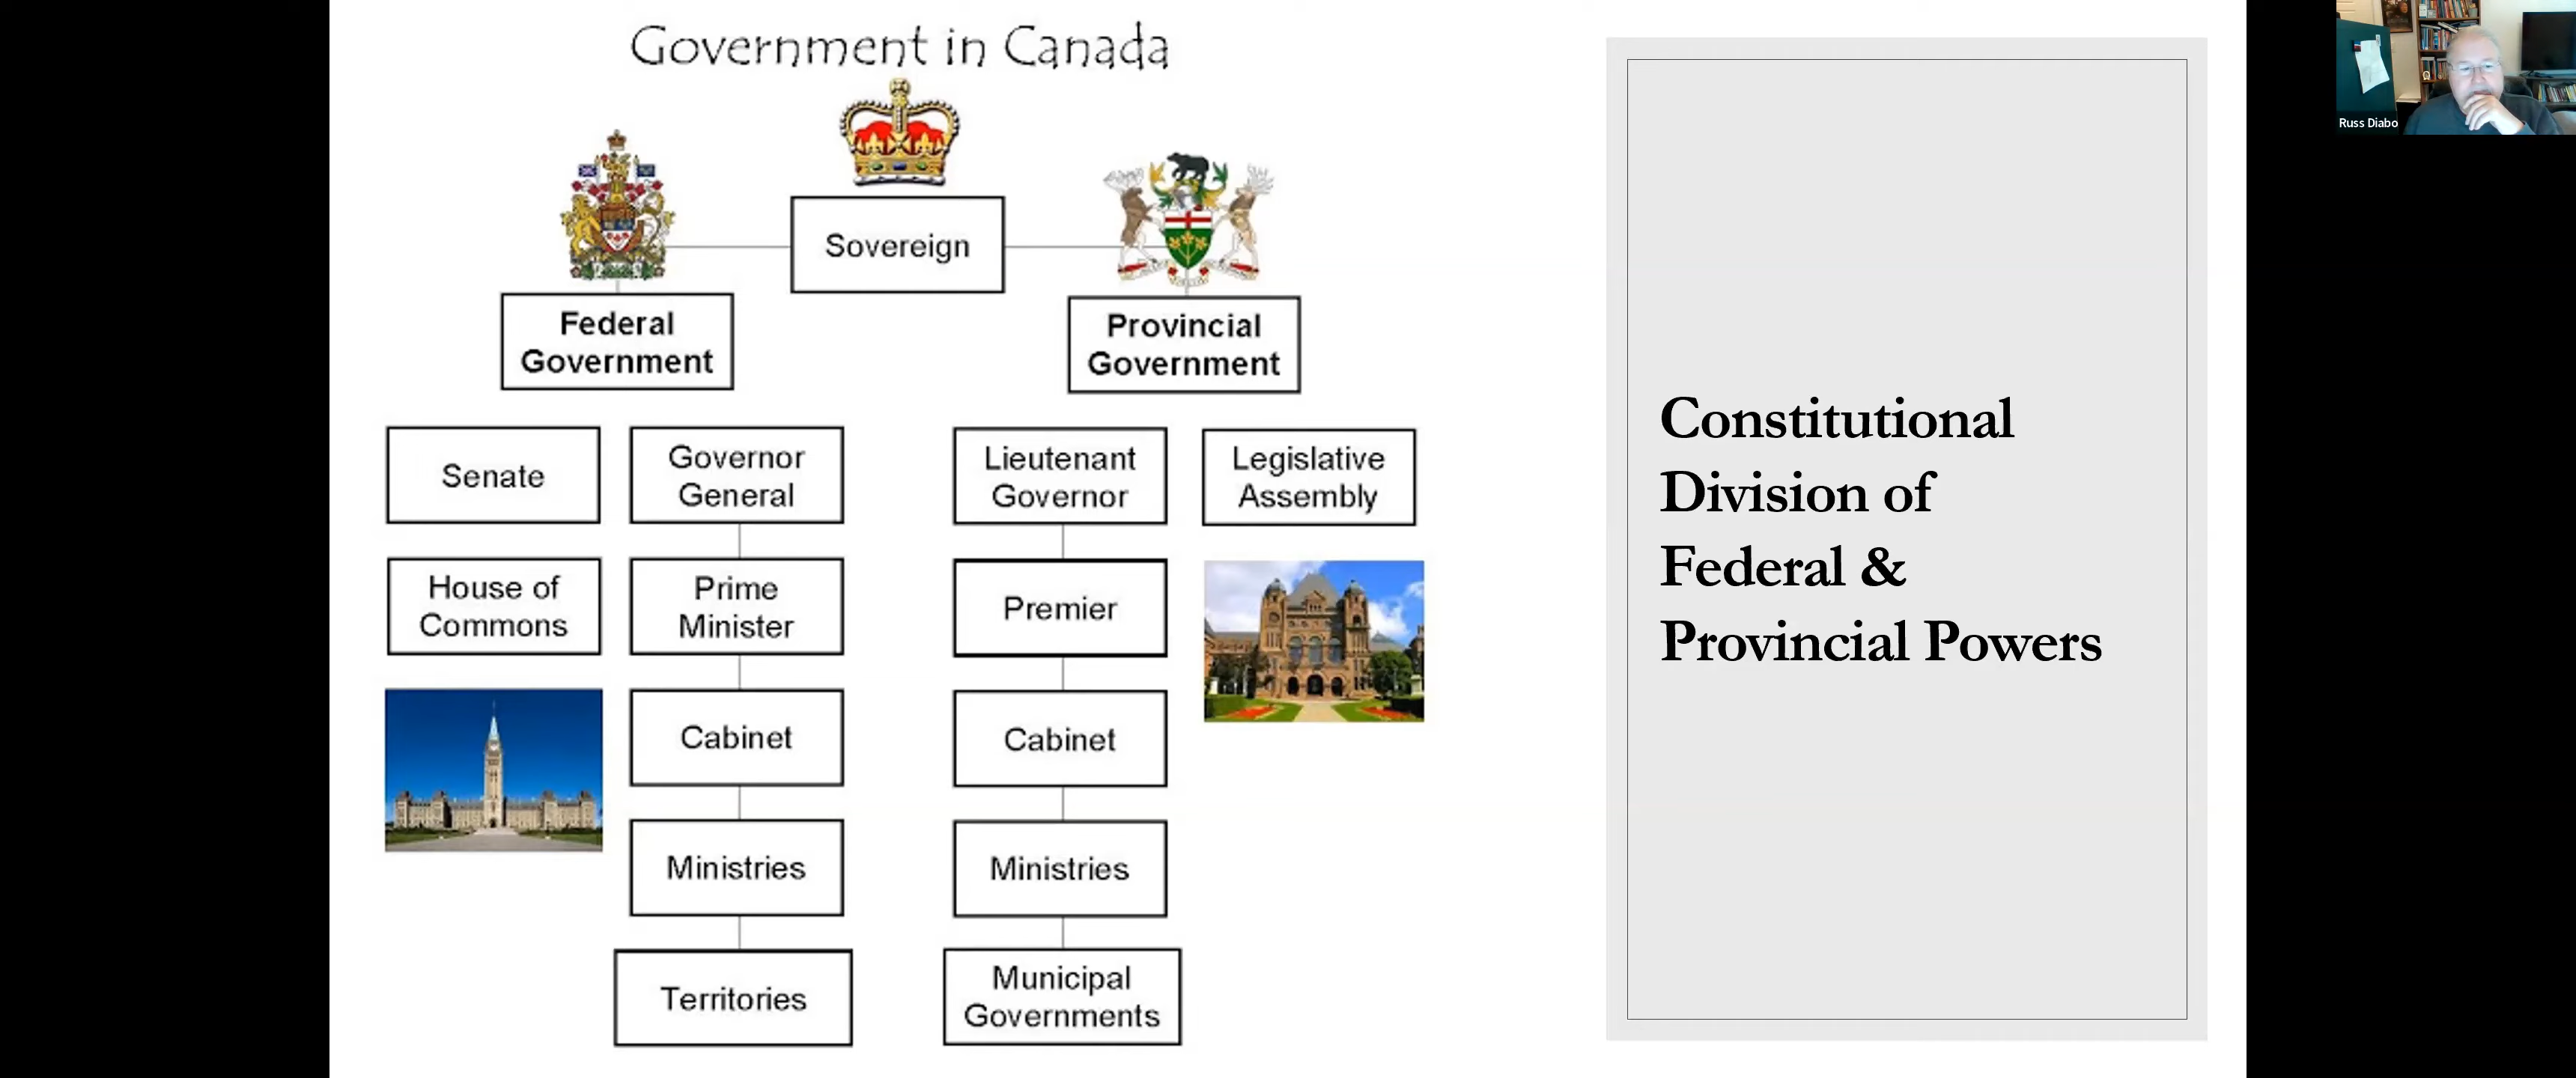 Government in Canada
Sovereign
Federal
Government
Provincial
Government
Senate
Governor
General
Lieutenant
Governor
Legislative
Assembly
House of
Commons
Prime
Minister
Premier
Cabinet
Cabinet
Ministries
Ministries
Territories
Municipal
Governments
Constitutional
Division of
Federal &
Provincial Powers
Russ Diabo